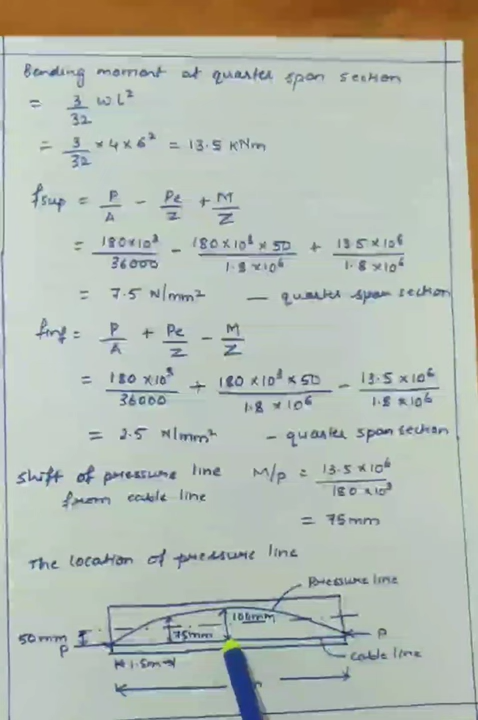 Bending moment at quarter span section
= 3/32 wL²
= 3/32 × 4 × 6² = 13.5 kNm
fsup = P/A - Pe/Z + M/Z
= 180×10³/36000 - 180×10³×50/1.8×10⁶ + 13.5×10⁶/1.8×10⁶
= 7.5 N/mm² — quarter span section
finf = P/A + Pe/Z - M/Z
= 180×10³/36000 + 180×10³×50/1.8×10⁶ - 13.5×10⁶/1.8×10⁶
= 2.5 N/mm² - quarter span section
Shift of pressure line M/P = 13.5×10⁶/180×10³
from cable line
= 75mm
The location of pressure line
Pressure line
50mm
100mm
75mm
P
P
cable line
1.5m